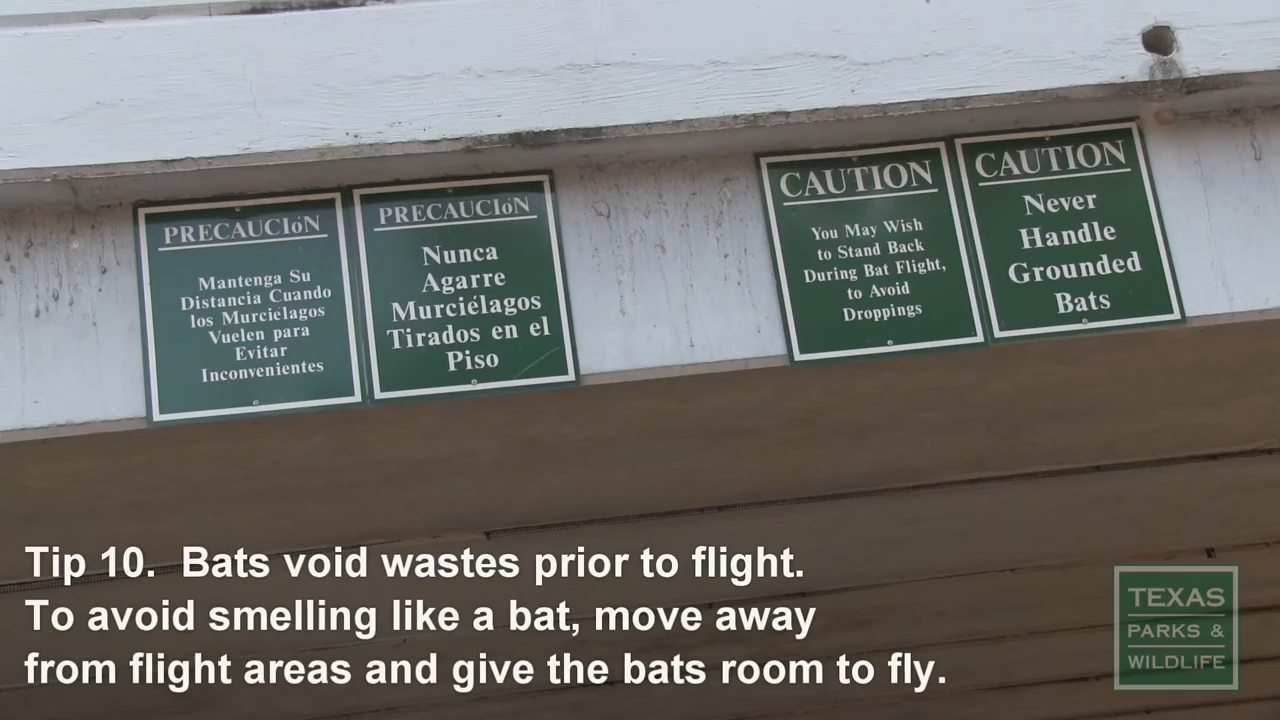 PRECAUCIóN
Mantenga Su
Distancia Cuando
los Murcielagos
Vuelen para
Evitar
Inconvenientes
PRECAUCIóN
Nunca
Agarre
Murciélagos
Tirados en el
Piso
CAUTION
You May Wish
to Stand Back
During Bat Flight,
to Avoid
Droppings
CAUTION
Never
Handle
Grounded
Bats
Tip 10.  Bats void wastes prior to flight.
To avoid smelling like a bat, move away
from flight areas and give the bats room to fly.
TEXAS
PARKS &
WILDLIFE